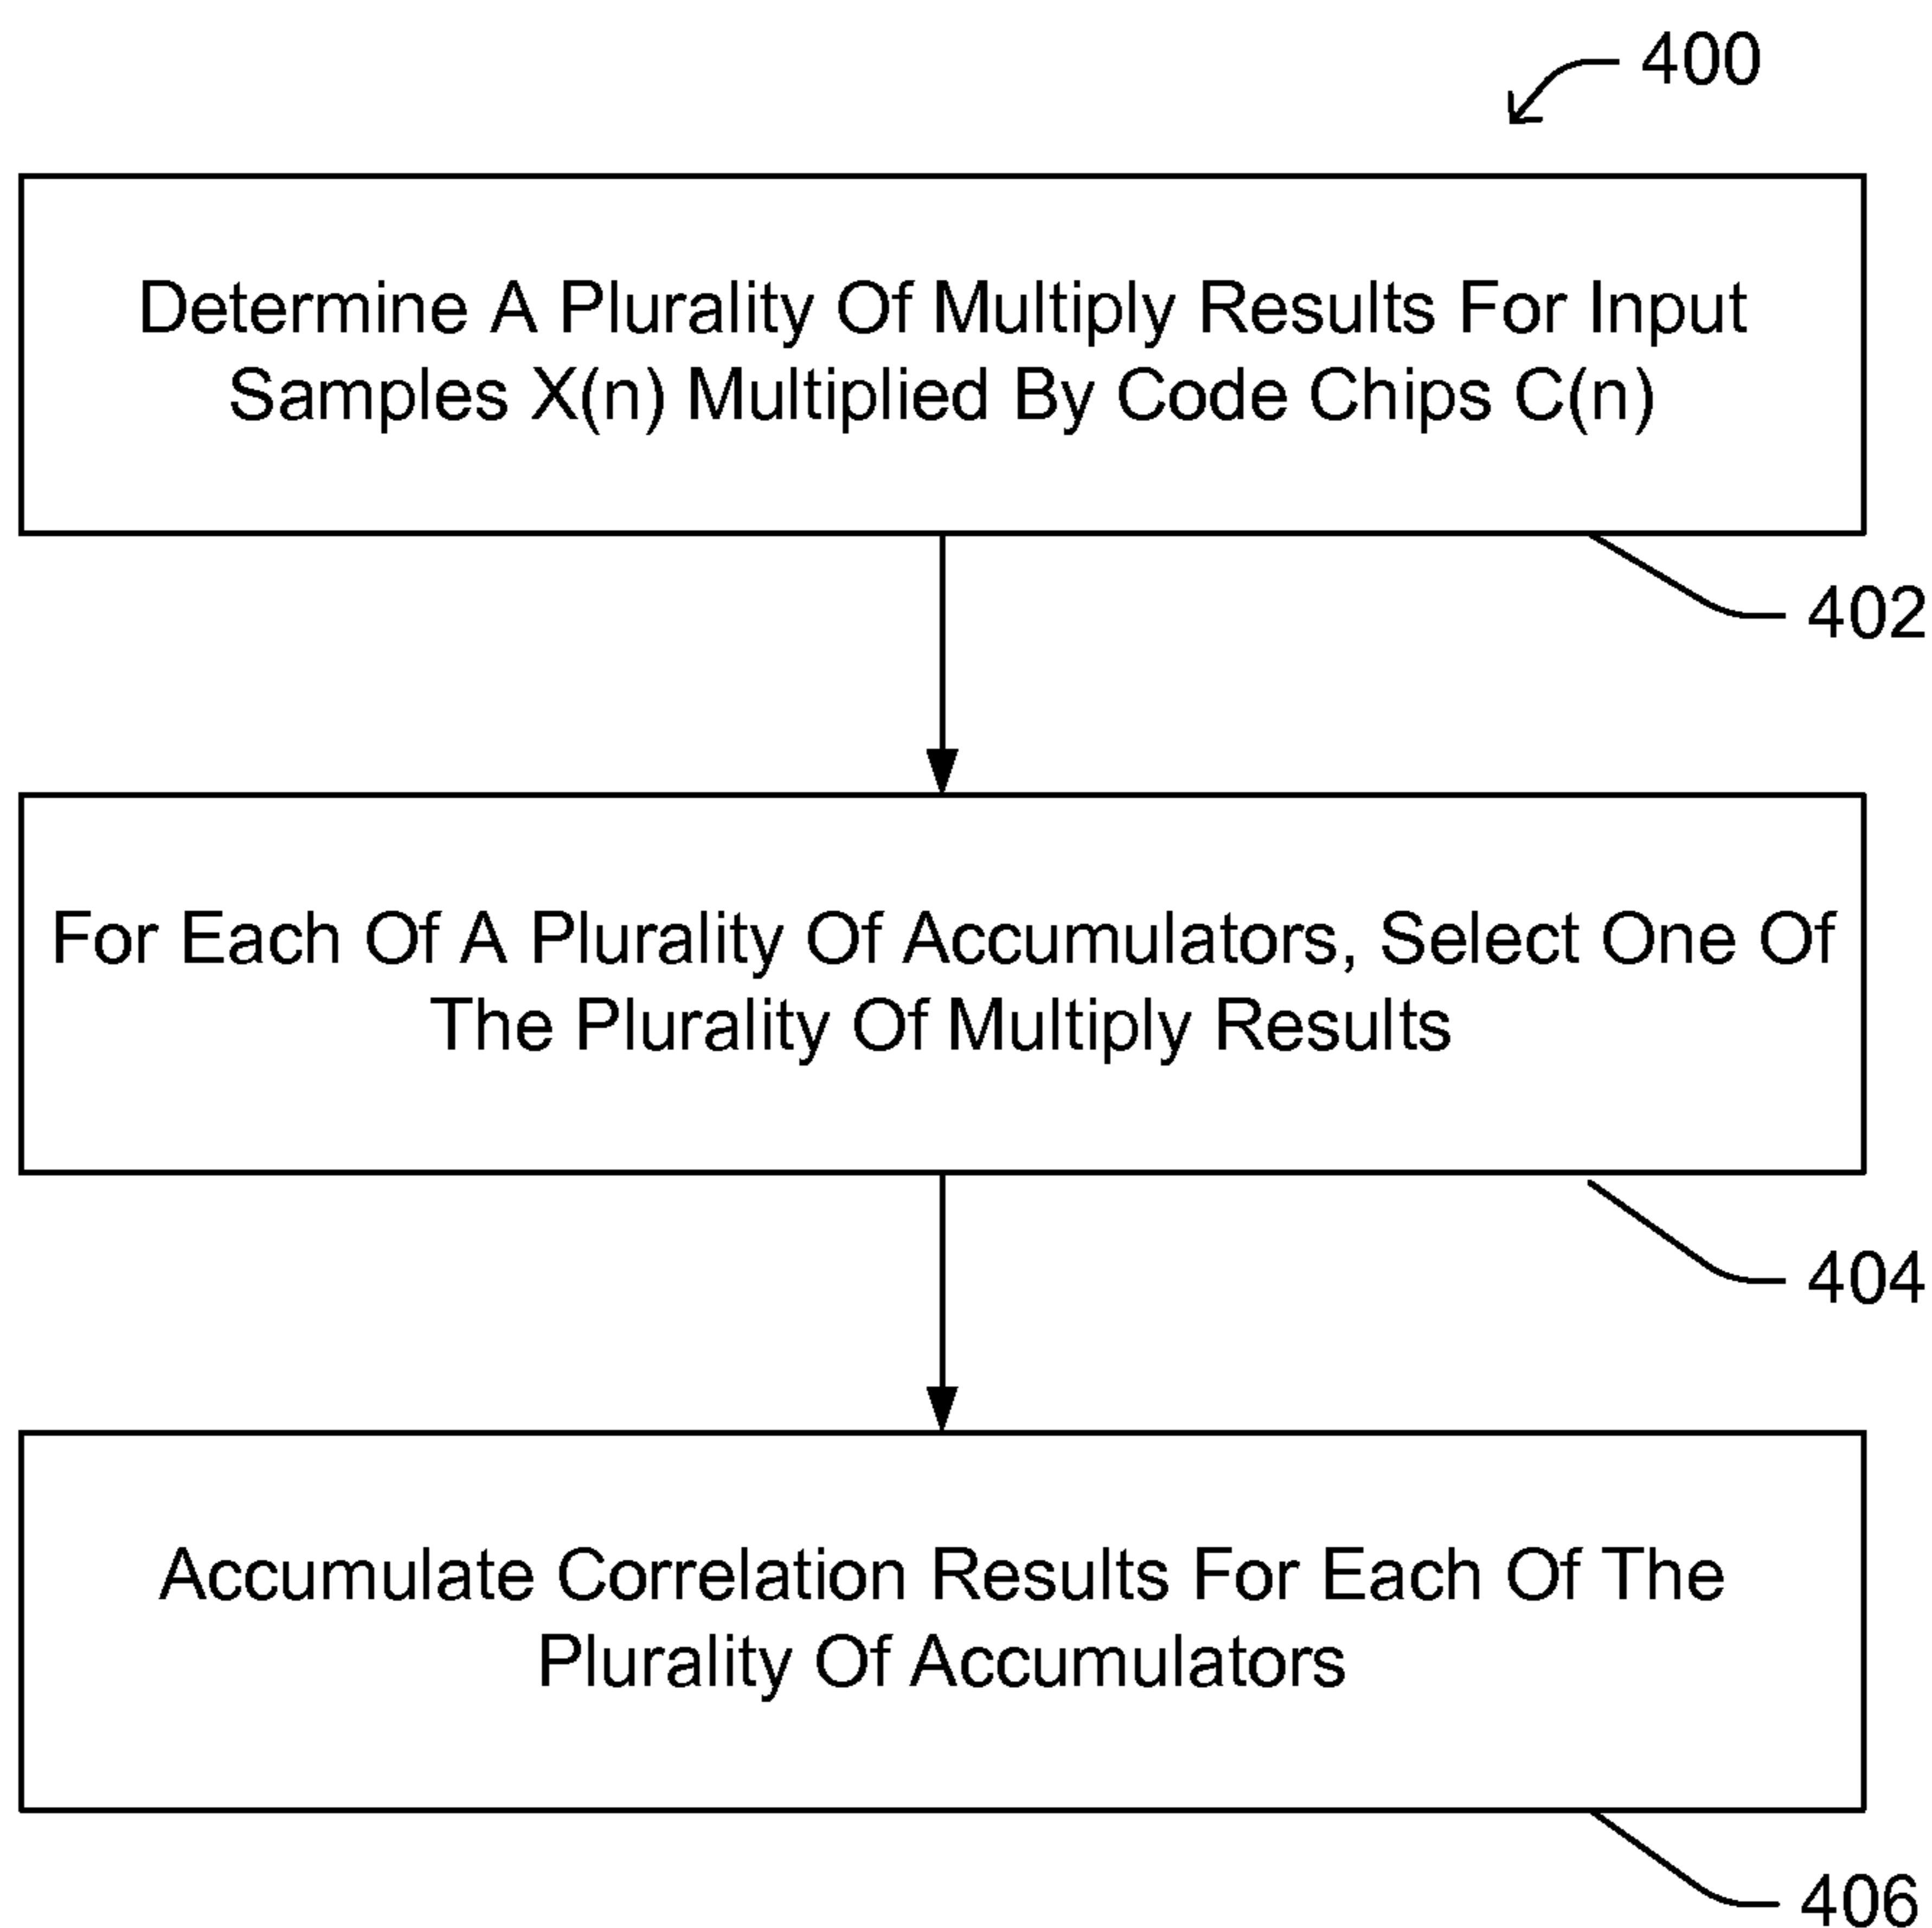 400
Determine A Plurality Of Multiply Results For Input
Samples X(n) Multiplied By Code Chips C(n)
402
For Each Of A Plurality Of Accumulators, Select One Of
The Plurality Of Multiply Results
404
Accumulate Correlation Results For Each Of The
Plurality Of Accumulators
406